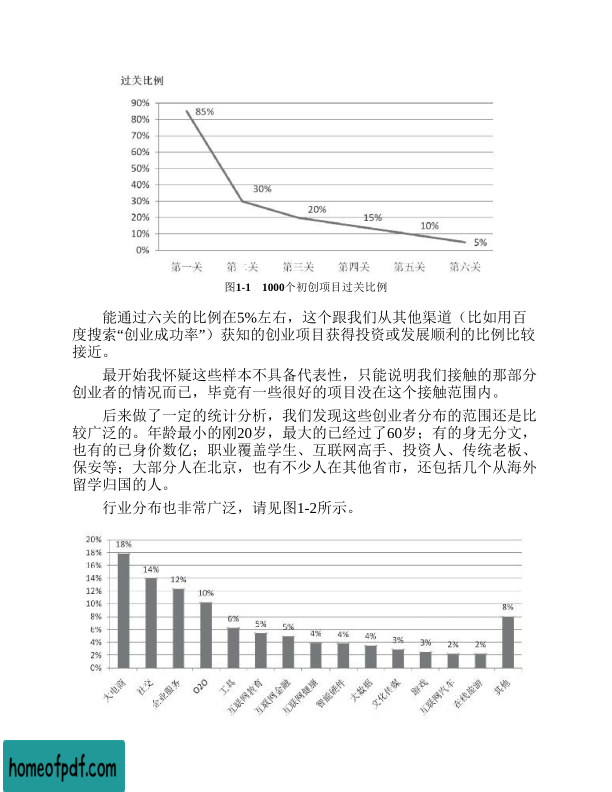 过关比例
90%
80%
70%
60%
50%
40%
30%
20%
10%
0%
85%
30%
20%
15%
10%
5%
第一关 第二关 第三关 第四关 第五关 第六关
图1-1 1000个初创项目过关比例
能通过六关的比例在5%左右，这个跟我们从其他渠道（比如用百
度搜索“创业成功率”）获知的创业项目获得投资或发展顺利的比例比较
接近。
最开始我怀疑这些样本不具备代表性，只能说明我们接触的那部分
创业者的情况而已，毕竟有一些很好的项目没在这个接触范围内。
后来做了一定的统计分析，我们发现这些创业者分布的范围还是比
较广泛的。年龄最小的刚20岁，最大的已经过了60岁；有的身无分文，
也有的已身价数亿；职业覆盖学生、互联网高手、投资人、传统老板、
保安等；大部分人在北京，也有不少人在其他省市，还包括几个从海外
留学归国的人。
行业分布也非常广泛，请见图1-2所示。
20%
18%
16%
14%
12%
10%
8%
6%
4%
2%
0%
18% 14% 12% 10% 6% 5% 5% 4% 4% 4% 3% 3% 2% 2% 8%
大电商 社交 企业服务 O2O 工具 互联网教育 互联网金融 互联网健康 智能硬件 大数据 文化传媒 游戏 互联网汽车 在线旅游 其他
homeofpdf.com